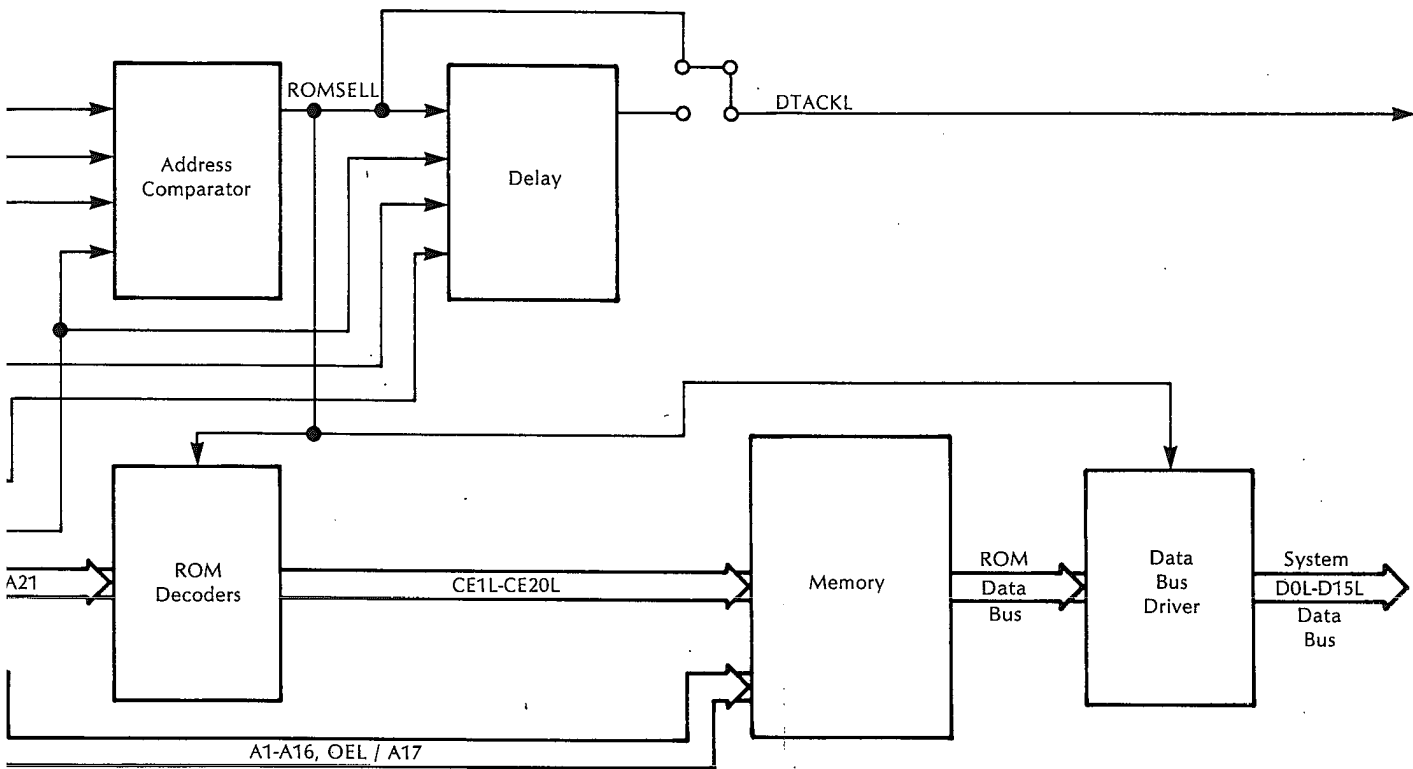 ROMSELL
DTACKL
Address
Comparator
Delay
A21
ROM
Decoders
CE1L-CE20L
Memory
ROM
Data
Bus
Data
Bus
Driver
System
D0L-D15L
Data
Bus
A1-A16, OEL / A17